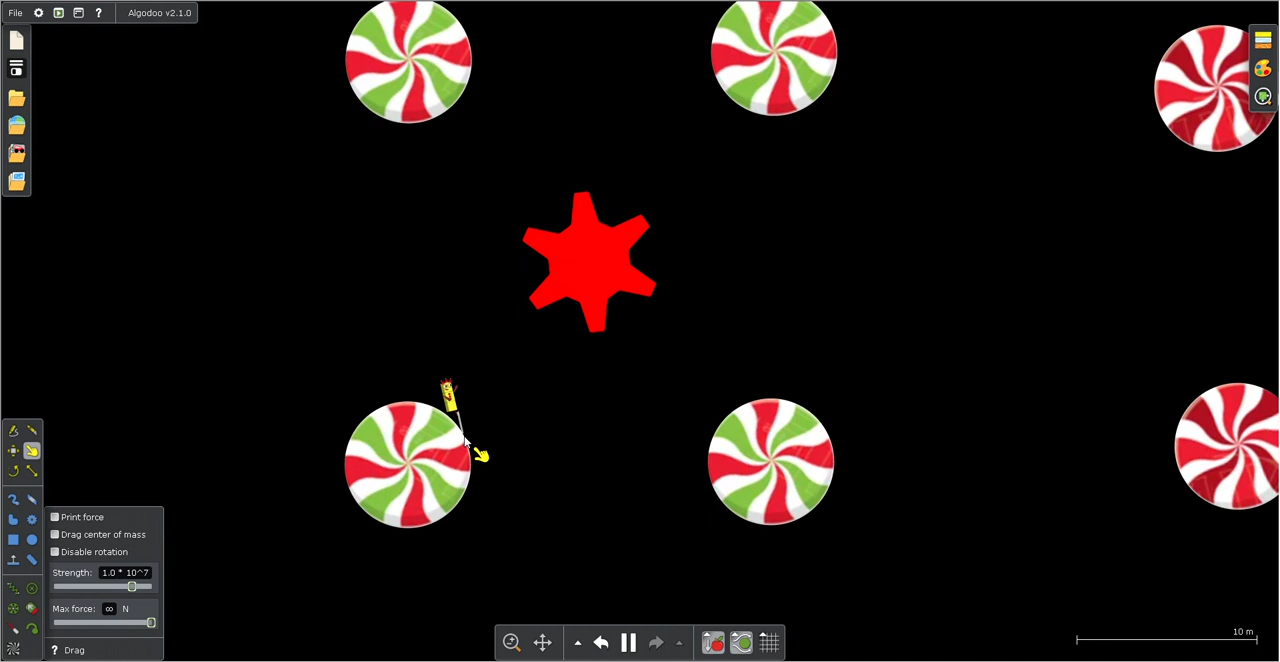 File ? Algodoo v2.1.0
Print force
Drag center of mass
Disable rotation
Strength: 1.0 * 10^7
Max force: ∞ N
? Drag
10 m